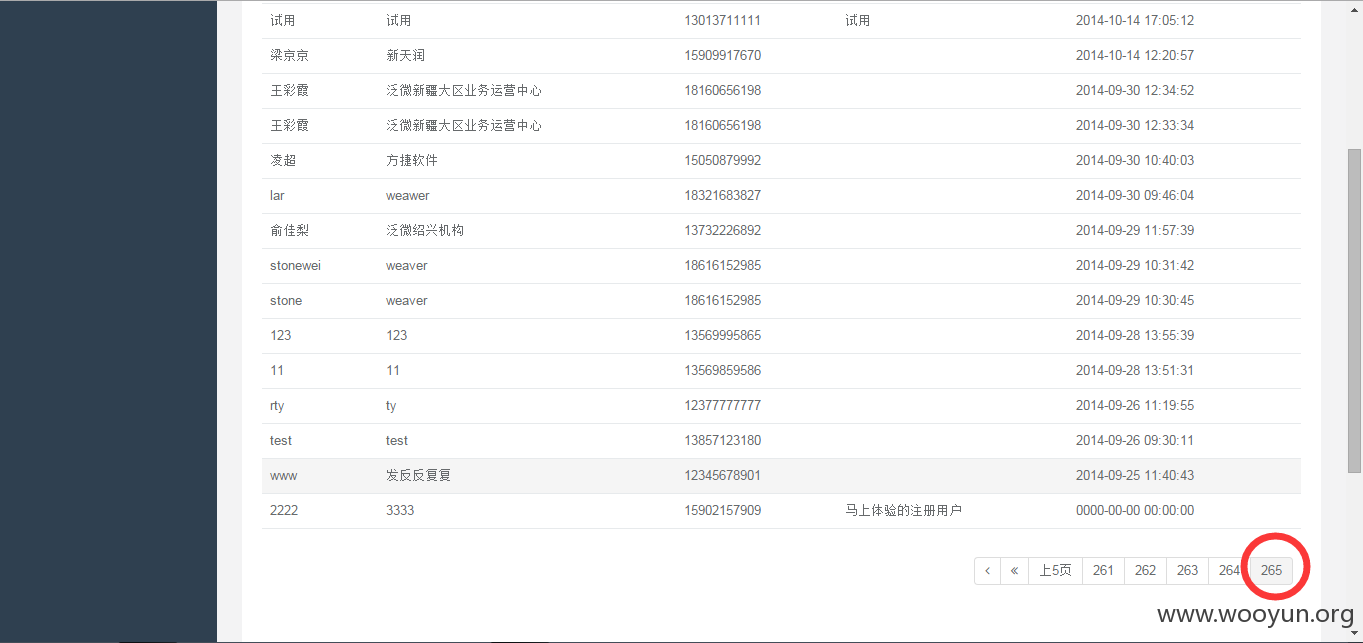 试用 试用 13013711111 试用 2014-10-14 17:05:12
梁京京 新天润 15909917670 2014-10-14 12:20:57
王彩霞 泛微新疆大区业务运营中心 18160656198 2014-09-30 12:34:52
王彩霞 泛微新疆大区业务运营中心 18160656198 2014-09-30 12:33:34
凌超 方捷软件 15050879992 2014-09-30 10:40:03
lar weawer 18321683827 2014-09-30 09:46:04
俞佳梨 泛微绍兴机构 13732226892 2014-09-29 11:57:39
stonewei weaver 18616152985 2014-09-29 10:31:42
stone weaver 18616152985 2014-09-29 10:30:45
123 123 13569995865 2014-09-28 13:55:39
11 11 13569859586 2014-09-28 13:51:31
rty ty 12377777777 2014-09-26 11:19:55
test test 13857123180 2014-09-26 09:30:11
www 发反反复复 12345678901 2014-09-25 11:40:43
2222 3333 15902157909 马上体验的注册用户 0000-00-00 00:00:00
‹ « 上5页 261 262 263 264 265
www.wooyun.org